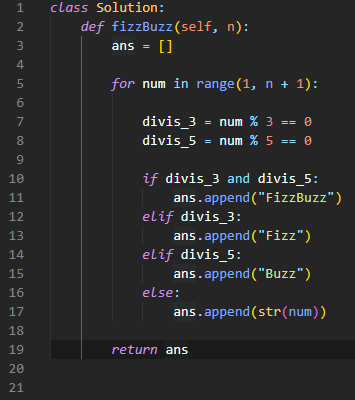 1 class Solution:
2     def fizzBuzz(self, n):
3         ans = []
4
5         for num in range(1, n + 1):
6
7             divis_3 = num % 3 == 0
8             divis_5 = num % 5 == 0
9
10             if divis_3 and divis_5:
11                 ans.append("FizzBuzz")
12             elif divis_3:
13                 ans.append("Fizz")
14             elif divis_5:
15                 ans.append("Buzz")
16             else:
17                 ans.append(str(num))
18
19         return ans
20
21